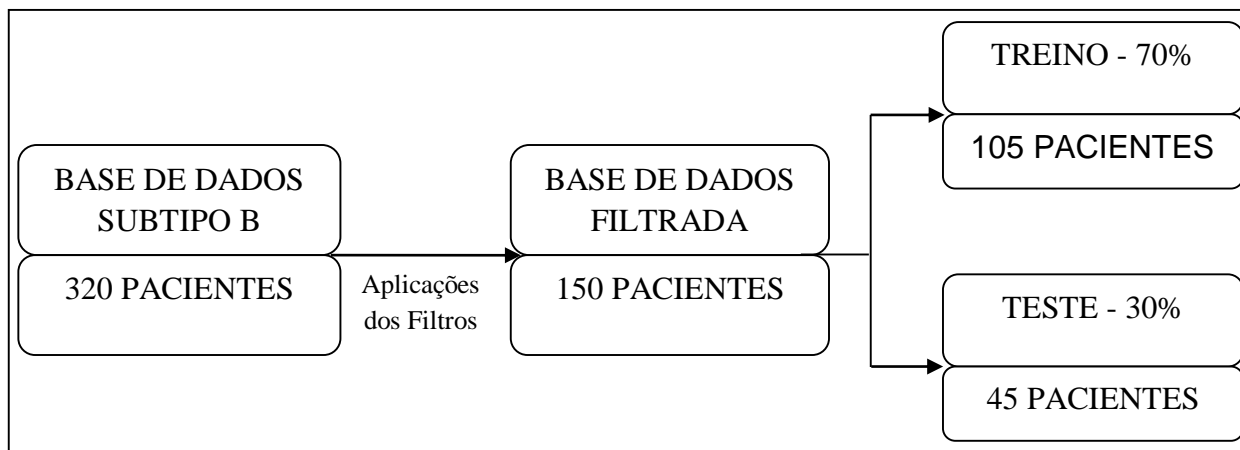 BASE DE DADOS
SUBTIPO B
320 PACIENTES
Aplicações
dos Filtros
BASE DE DADOS
FILTRADA
150 PACIENTES
TREINO - 70%
105 PACIENTES
TESTE - 30%
45 PACIENTES